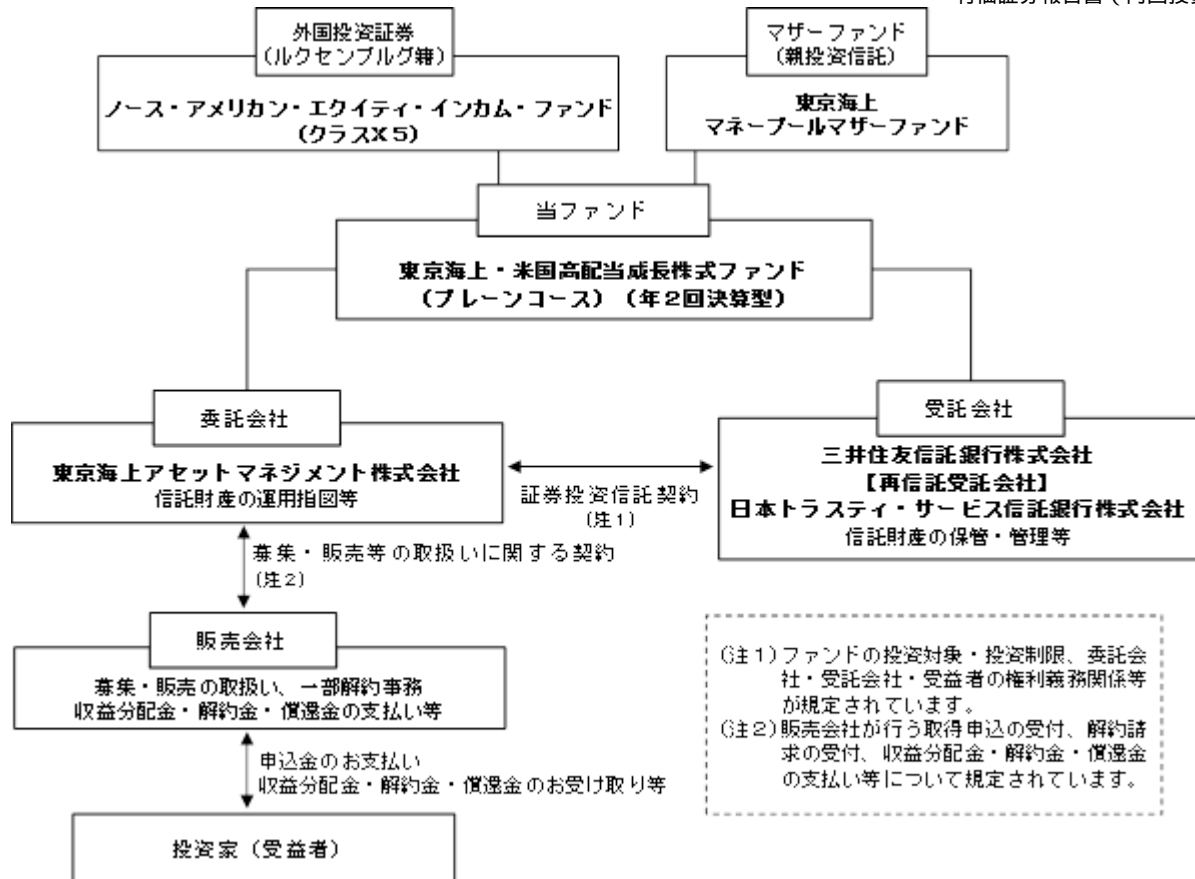 外国投資証券
(ルクセンブルグ籍)
ノース・アメリカン・エクイティ・インカム・ファンド
(クラスX5)
マザーファンド
(親投資信託)
東京海上
マネープールマザーファンド
当ファンド
東京海上・米国高配当成長株式ファンド
(プレーンコース)(年2回決算型)
委託会社
東京海上アセットマネジメント株式会社
信託財産の運用指図等
受託会社
三井住友信託銀行株式会社
【再信託受託会社】
日本トラスティ・サービス信託銀行株式会社
信託財産の保管・管理等
証券投資信託契約
(注1)
募集・販売等の取扱いに関する契約
(注2)
販売会社
募集・販売の取扱い、一部解約事務
収益分配金・解約金・償還金の支払い等
申込金のお支払い
収益分配金・解約金・償還金のお受け取り等
投資家(受益者)
(注1)ファンドの投資対象・投資制限、委託会
社・受託会社・受益者の権利義務関係等
が規定されています。
(注2)販売会社が行う取得申込の受付、解約請
求の受付、収益分配金・解約金・償還金
の支払い等について規定されています。